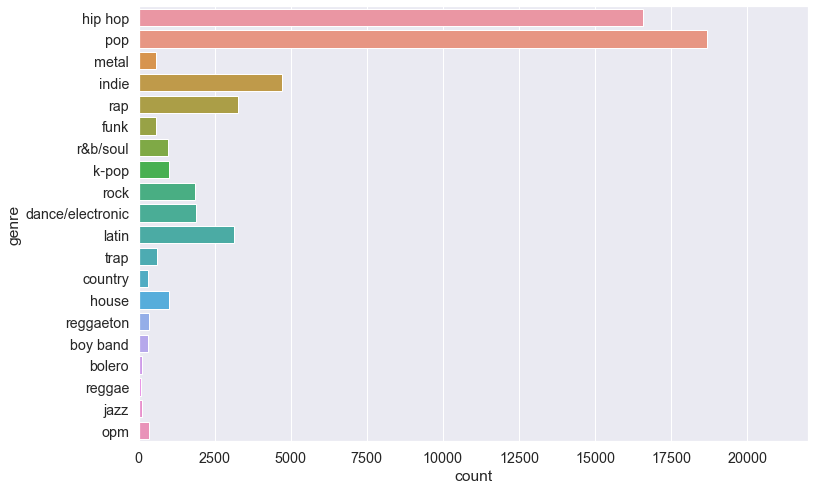 hip hop
pop
metal
indie
rap
funk
r&b/soul
k-pop
rock
dance/electronic
latin
trap
country
house
reggaeton
boy band
bolero
reggae
jazz
opm
genre
0 2500 5000 7500 10000 12500 15000 17500 20000
count